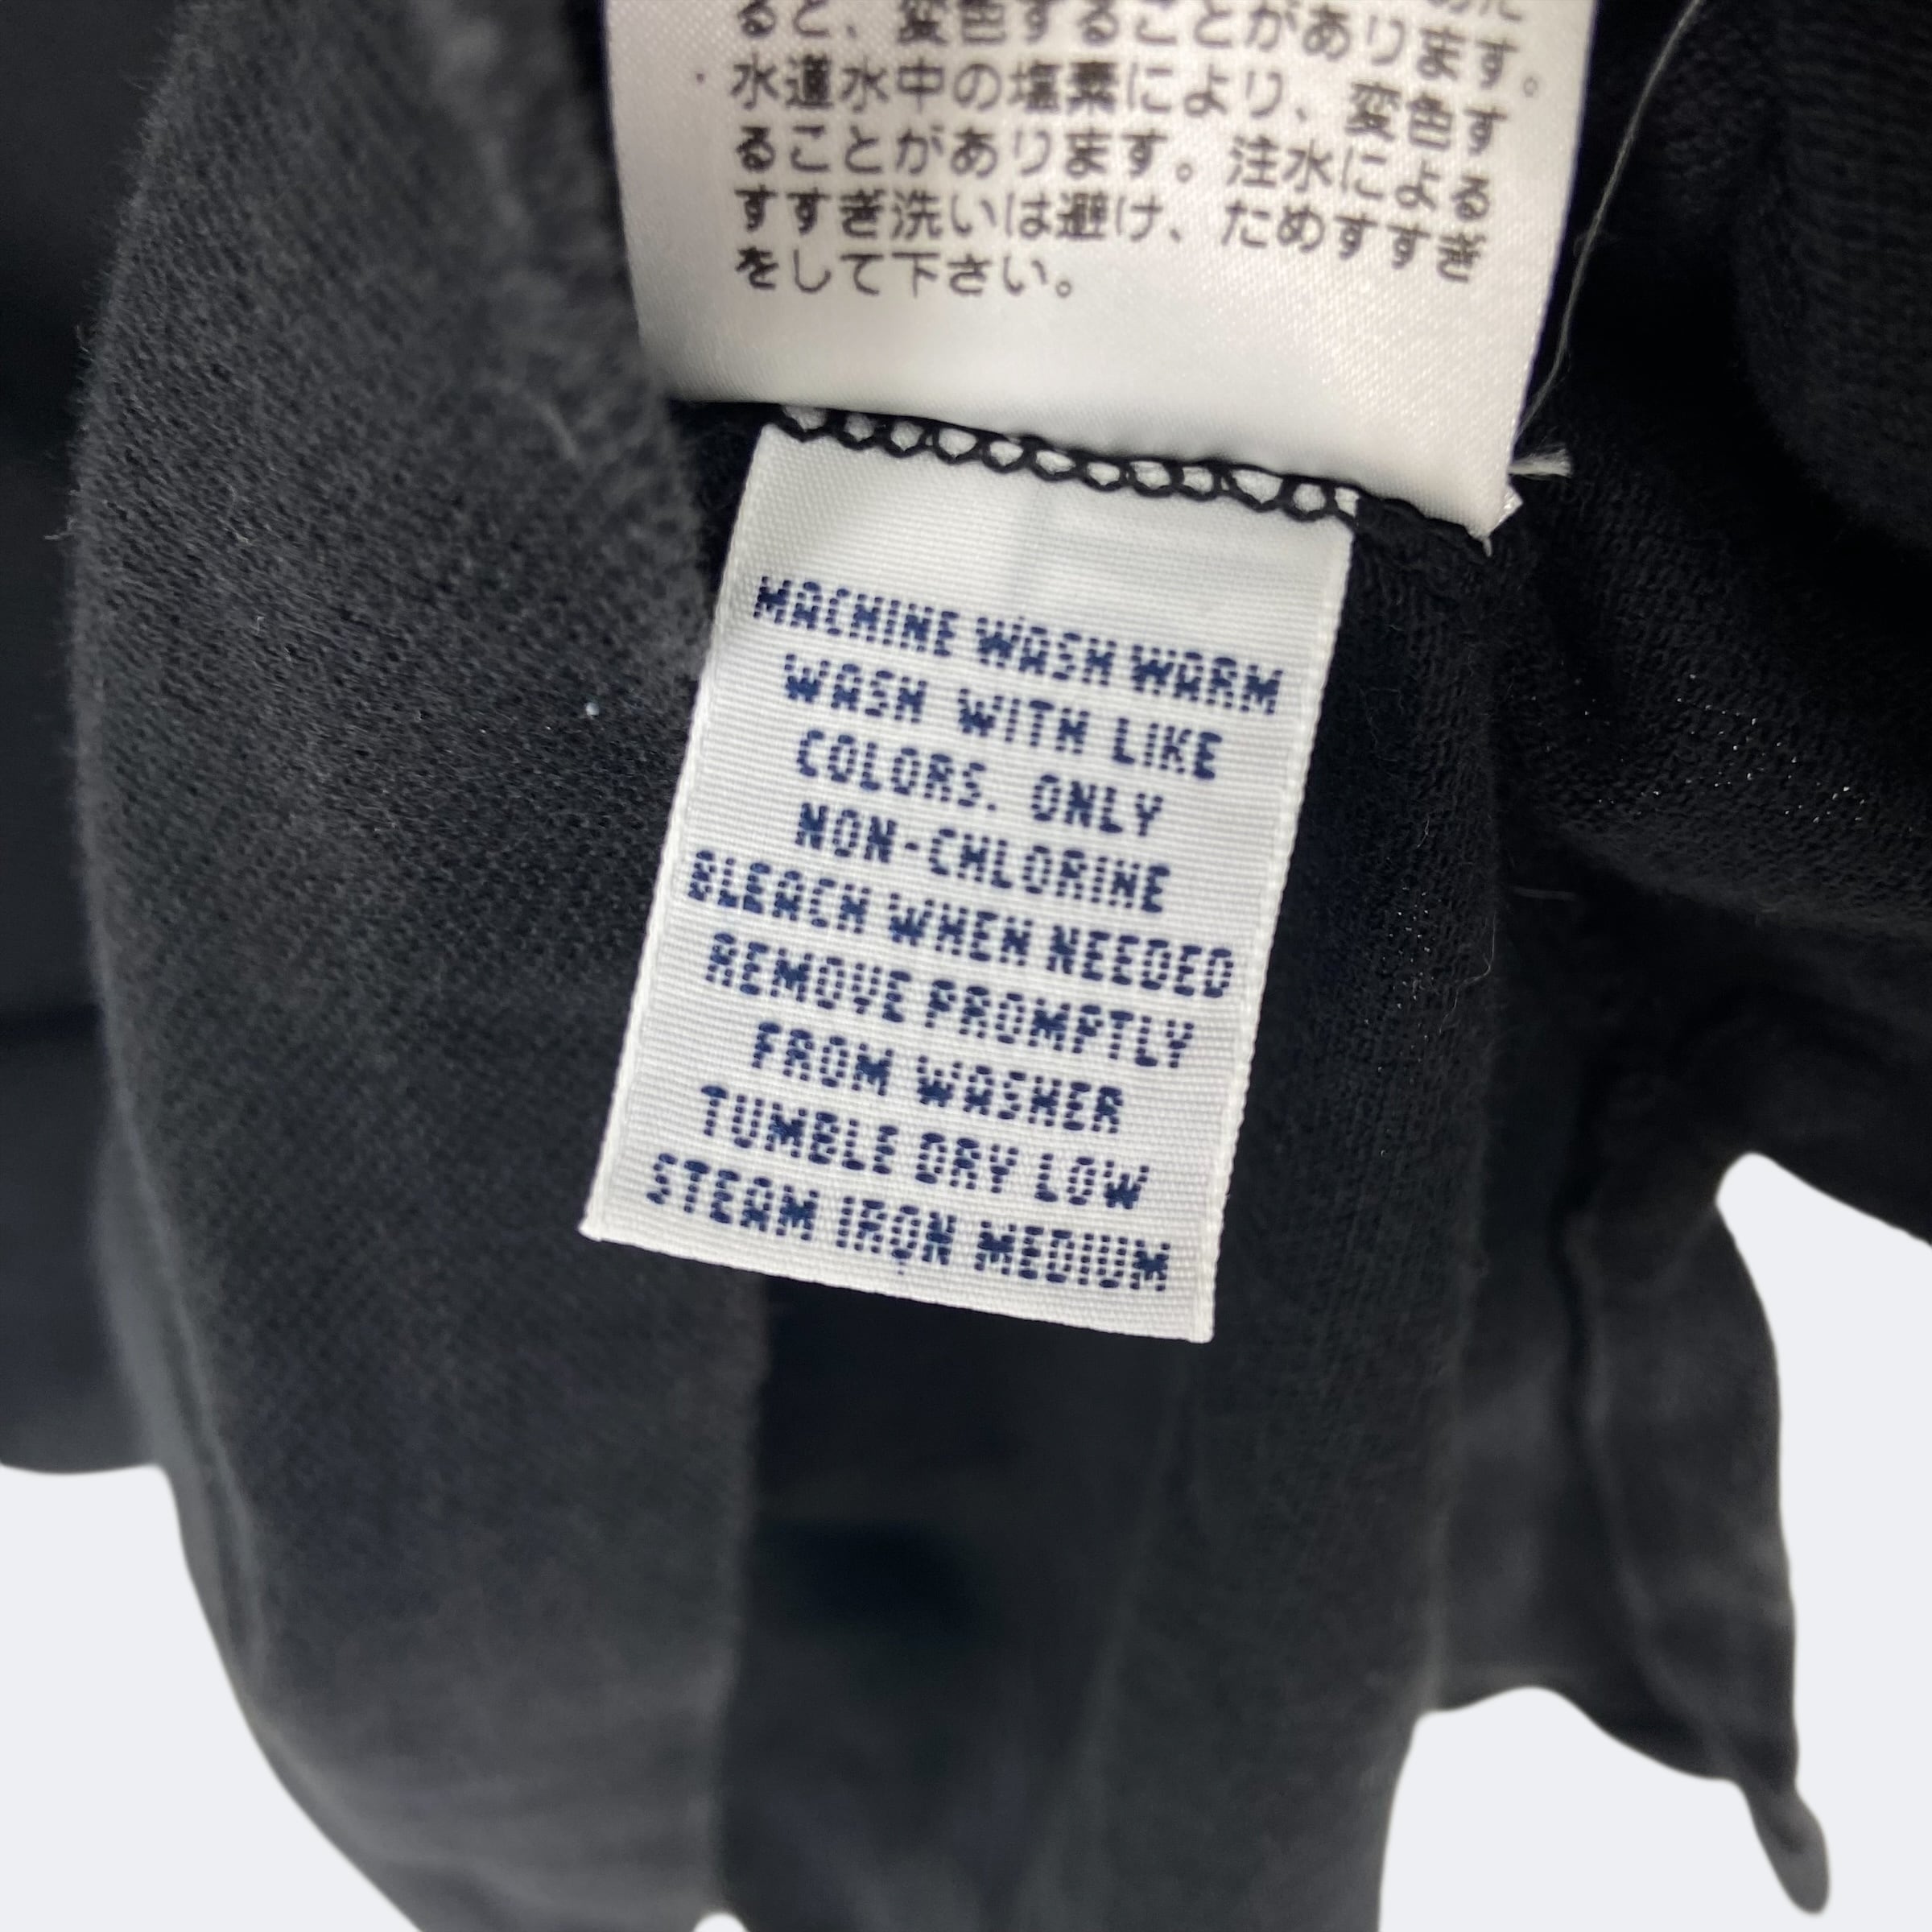 ると、変色することがあります。
・水道水中の塩素により、変色す
ることがあります。注水による
すすぎ洗いは避け、ためすすぎ
をして下さい。
MACHINE WASH WARM
WASH WITH LIKE
COLORS. ONLY
NON-CHLORINE
BLEACH WHEN NEEDED
REMOVE PROMPTLY
FROM WASHER
TUMBLE DRY LOW
STEAM IRON MEDIUM